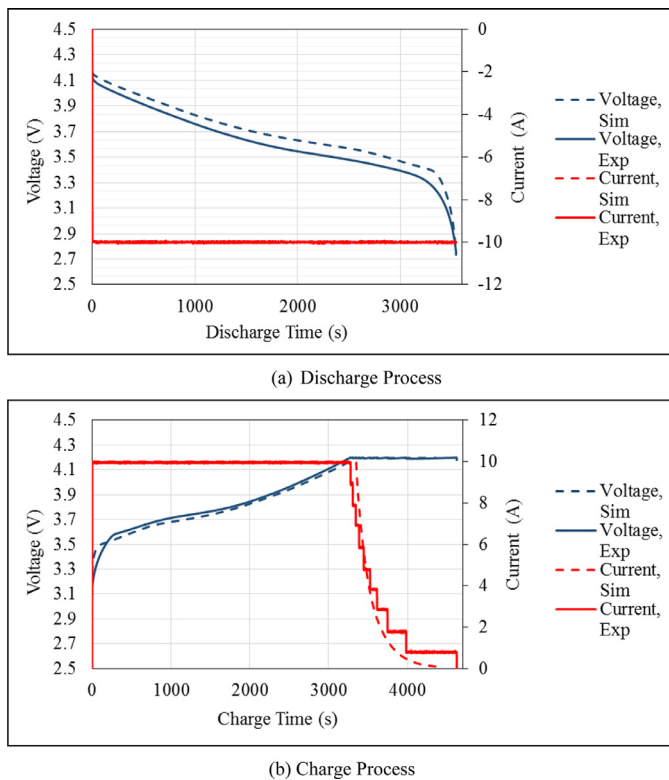 4.5
4.3
4.1
3.9
3.7
3.5
3.3
3.1
2.9
2.7
2.5
Voltage (V)
0
-2
-4
-6
-8
-10
-12
Current (A)
0
1000
2000
3000
Discharge Time (s)
Voltage,
Sim
Voltage,
Exp
Current,
Sim
Current,
Exp
(a) Discharge Process
4.5
4.3
4.1
3.9
3.7
3.5
3.3
3.1
2.9
2.7
2.5
Voltage (V)
12
10
8
6
4
2
0
Current (A)
0
1000
2000
3000
4000
Charge Time (s)
Voltage,
Sim
Voltage,
Exp
Current,
Sim
Current,
Exp
(b) Charge Process